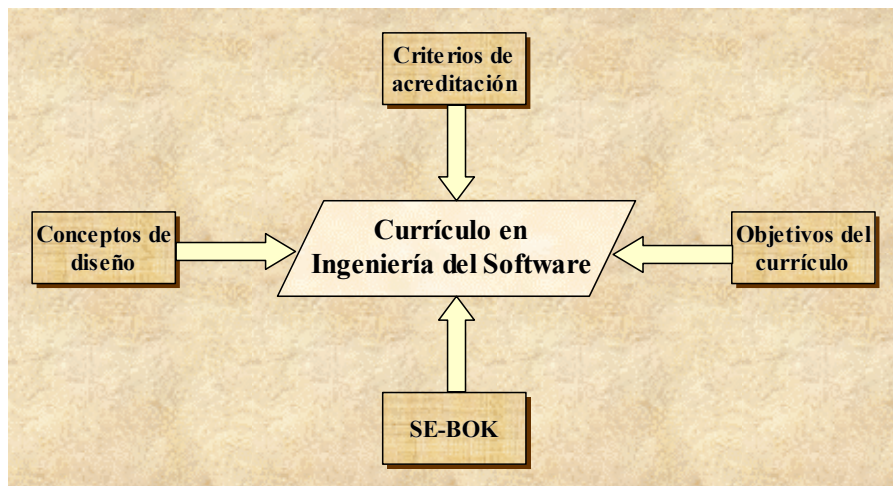 Criterios de
acreditación
Conceptos de
diseño
Currículo en
Ingeniería del Software
Objetivos del
currículo
SE-BOK